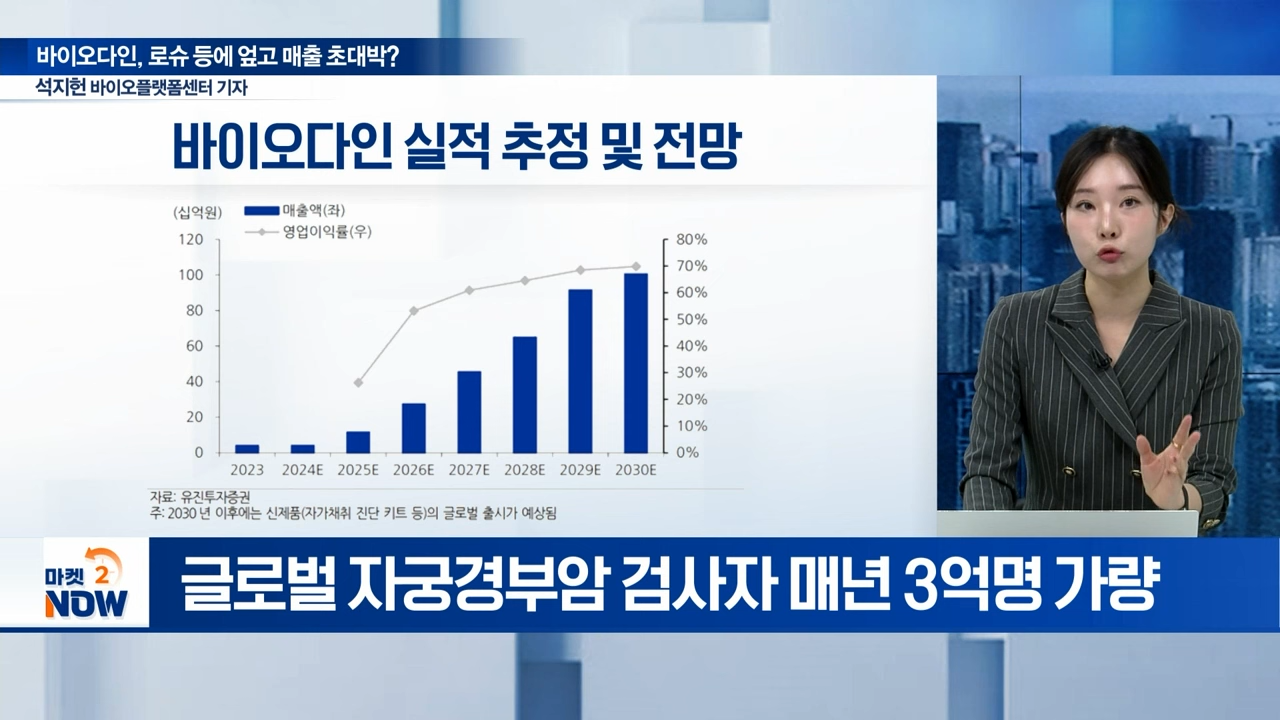 바이오다인, 로슈 등에 업고 매출 초대박?
석지헌 바이오플랫폼센터 기자
바이오다인 실적 추정 및 전망
(십억원)
매출액(좌)
영업이익률(우)
120
100
80
60
40
20
0
80%
70%
60%
50%
40%
30%
20%
10%
0%
2023 2024E 2025E 2026E 2027E 2028E 2029E 2030E
자료: 유진투자증권
주: 2030년 이후에는 신제품(자가채취 진단 키트 등)의 글로벌 출시가 예상됨
마켓 2
NOW
글로벌 자궁경부암 검사자 매년 3억명 가량